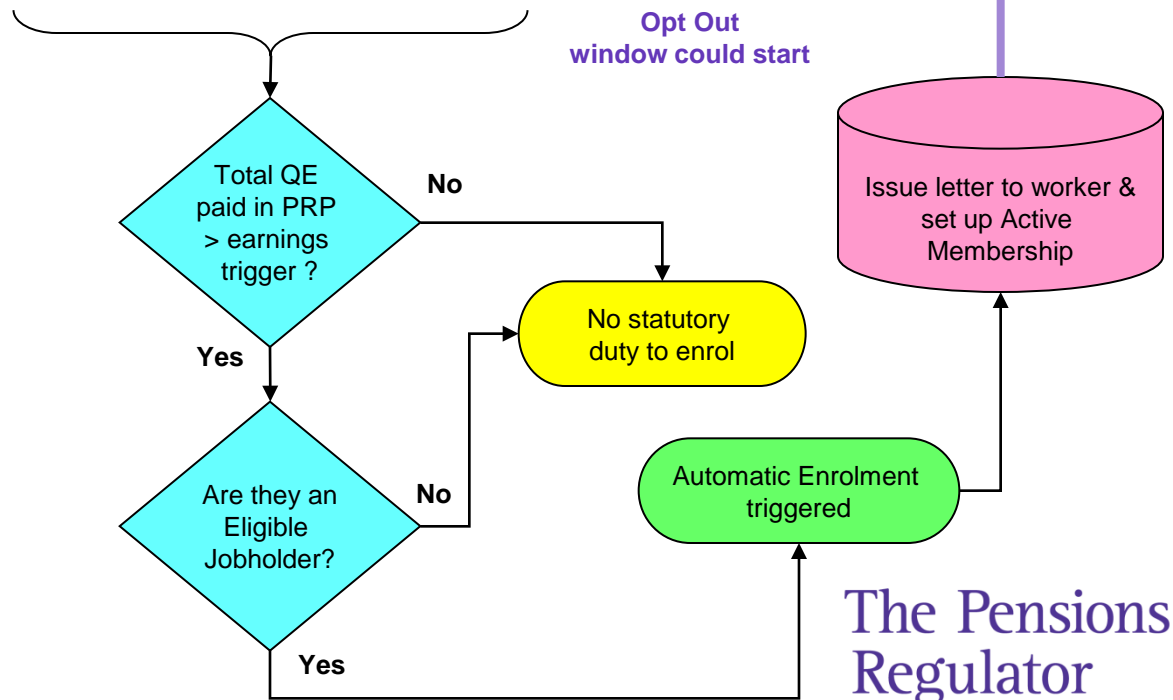 Opt Out
window could start
Total QE
paid in PRP
> earnings
trigger ?
No
Issue letter to worker &
set up Active
Membership
No statutory
duty to enrol
Yes
Are they an
Eligible
Jobholder?
No
Automatic Enrolment
triggered
Yes
The Pensions
Regulator